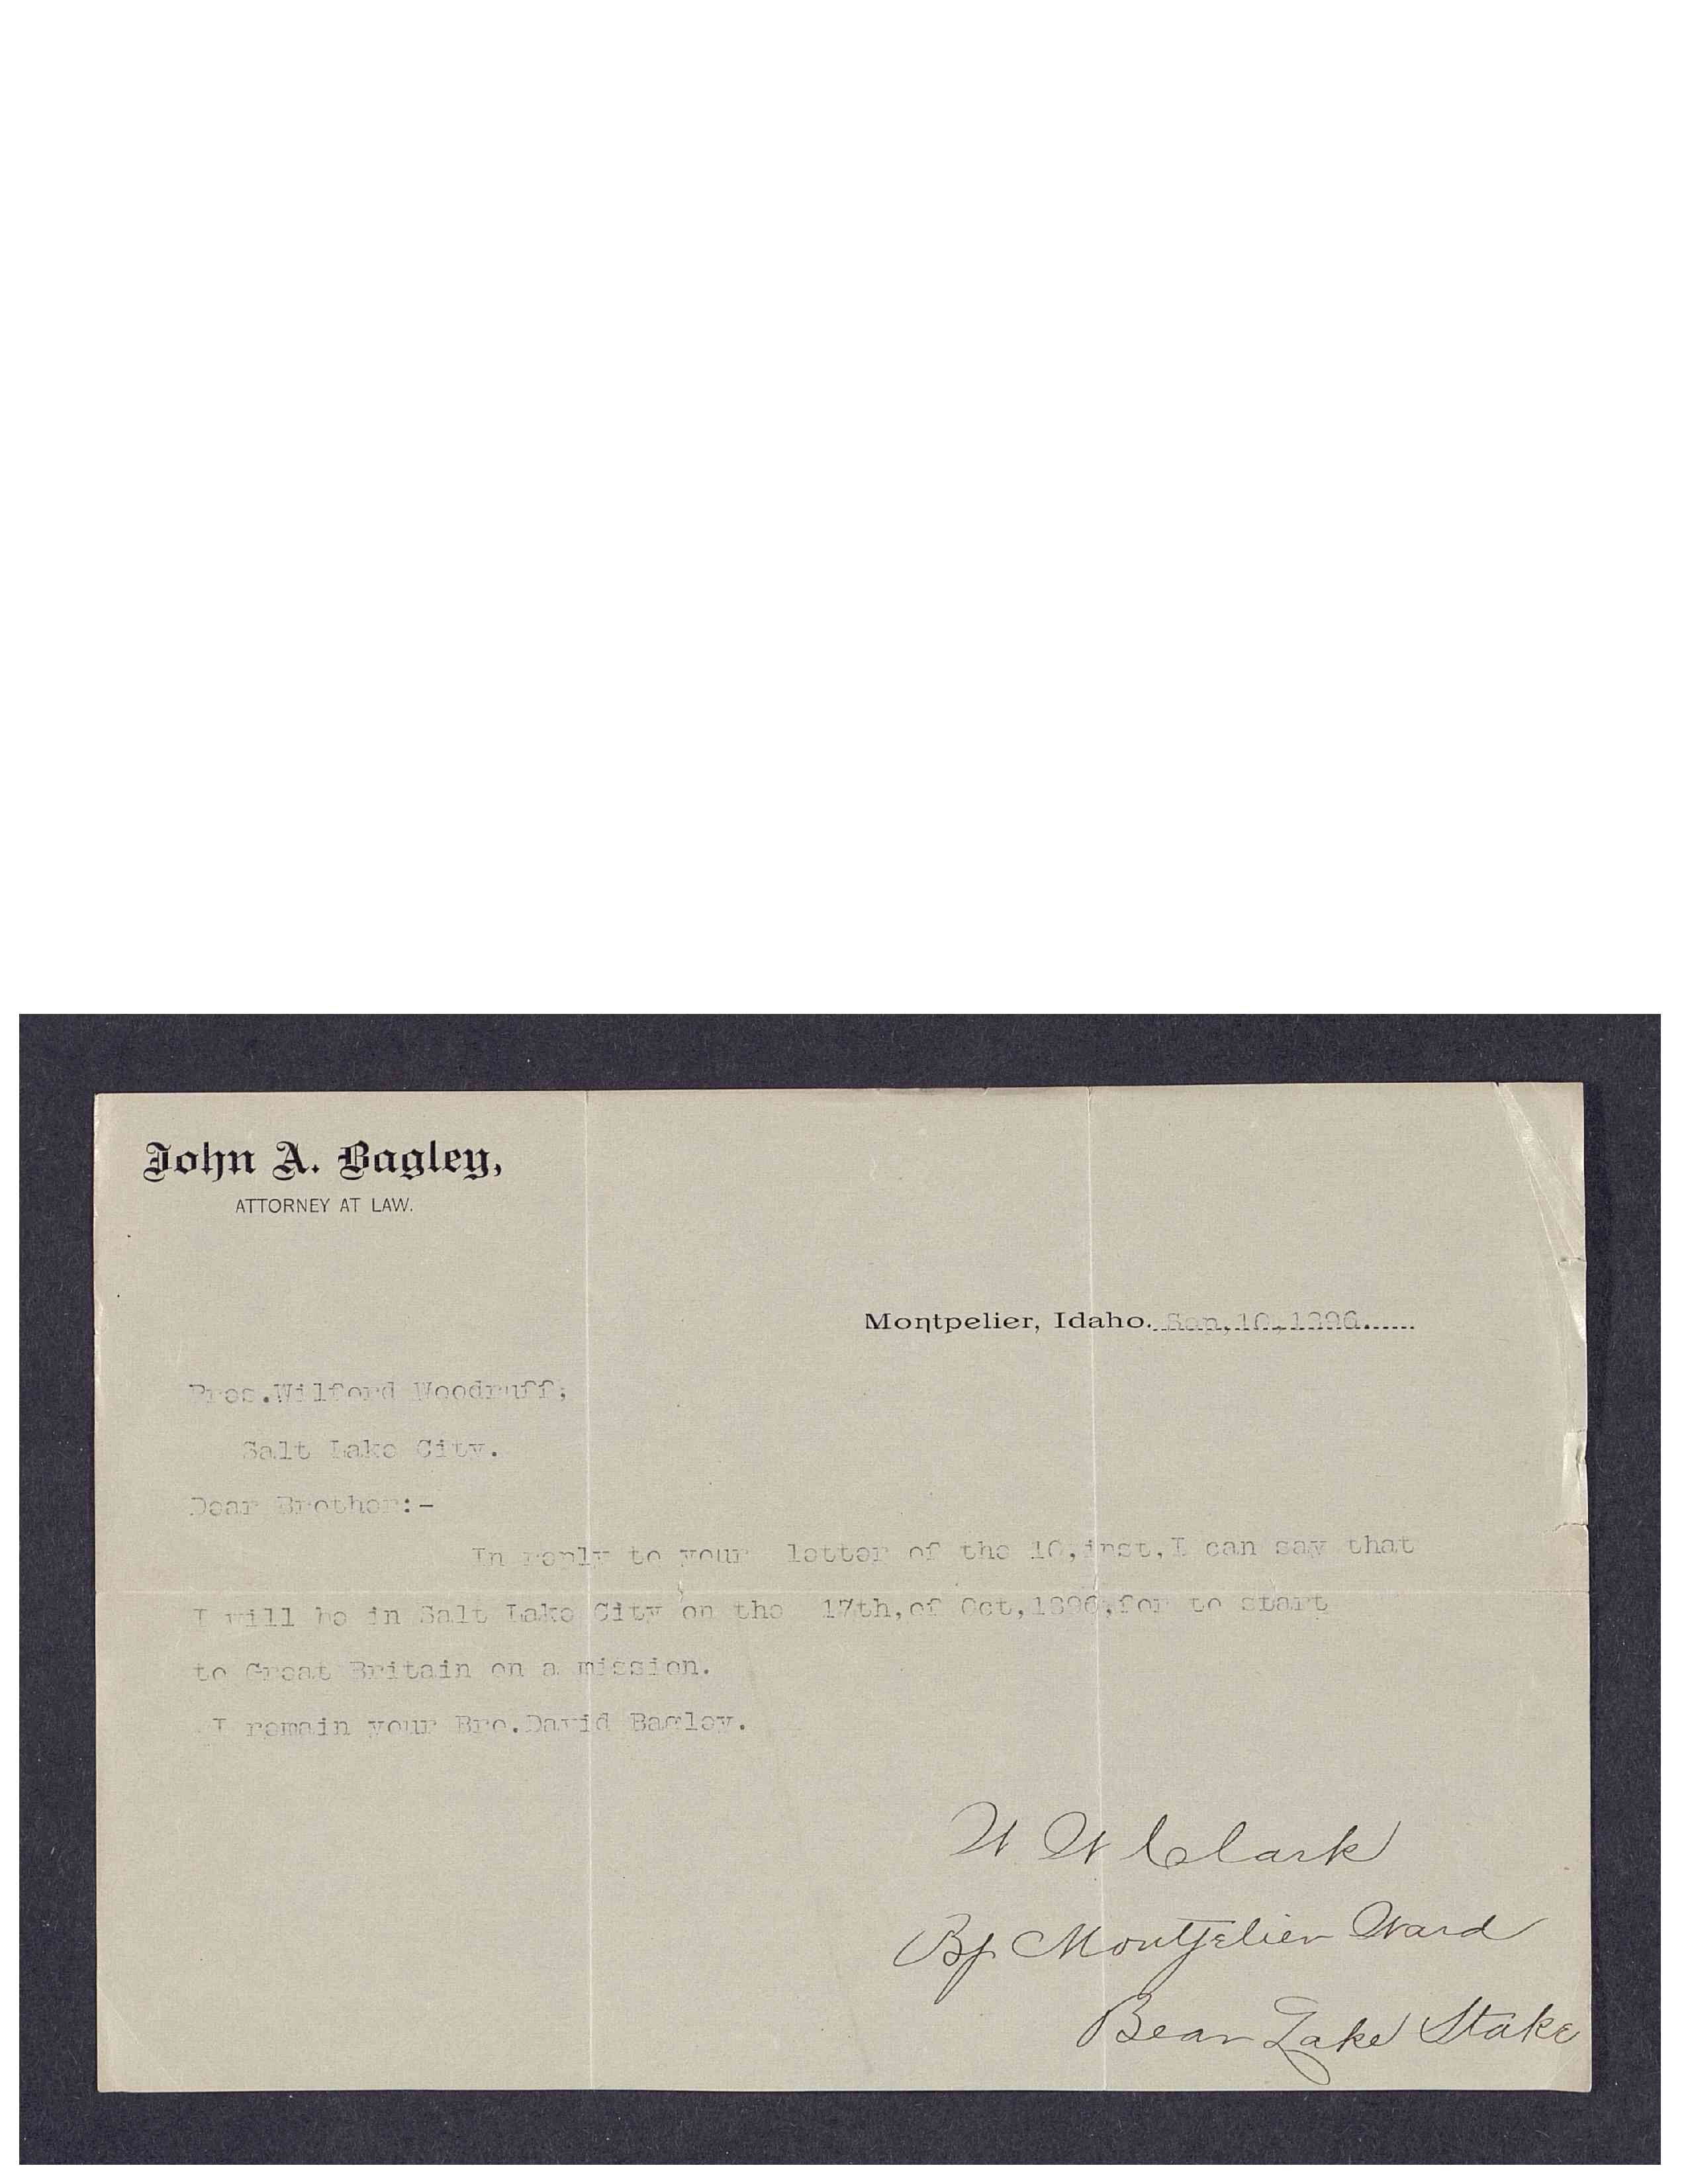 John A. Bagley,
ATTORNEY AT LAW.
Montpelier, Idaho. Sep, 10, 1896
Pres.Wilford Woodruff;
Salt Lake City.
Dear Brother:-
In reply to your letter of the 10,inst,I can say that
I will be in Salt Lake City on the 17th,of Oct,1896,for to start
to Great Britain on a mission.
I remain your Bro.David Bagley.
W W Clark
Bp Montpelier Ward
Bear Lake Stake